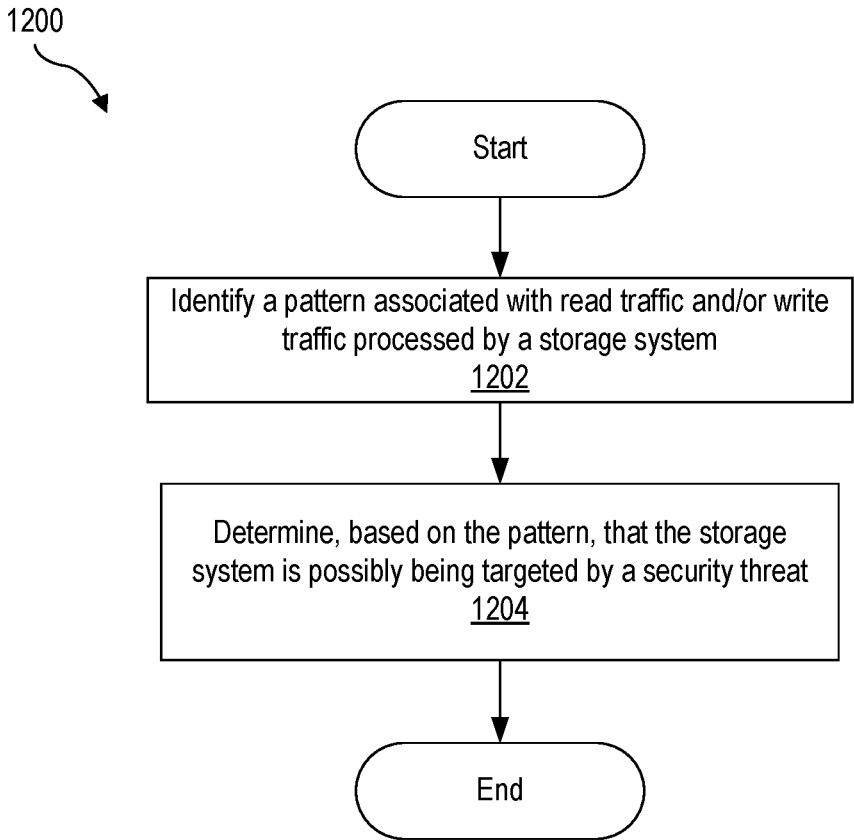 1200
Start
Identify a pattern associated with read traffic and/or write
traffic processed by a storage system
1202
Determine, based on the pattern, that the storage
system is possibly being targeted by a security threat
1204
End